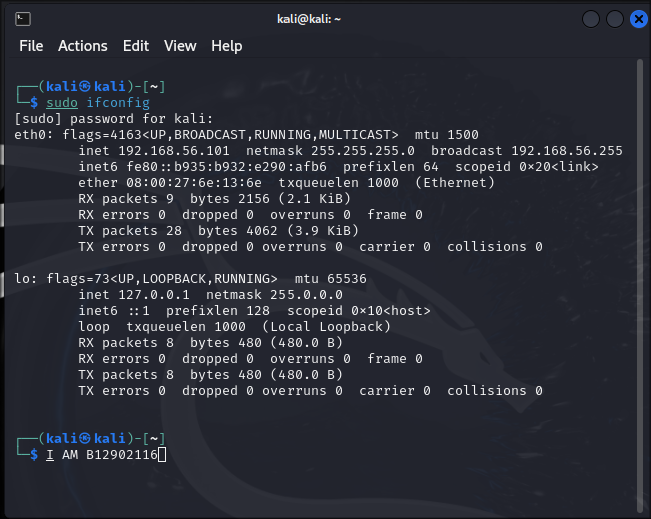 kali@kali: ~
File Actions Edit View Help
┌──(kali㉿kali)-[~]
└─$ sudo ifconfig
[sudo] password for kali:
eth0: flags=4163<UP,BROADCAST,RUNNING,MULTICAST>  mtu 1500
        inet 192.168.56.101  netmask 255.255.255.0  broadcast 192.168.56.255
        inet6 fe80::b935:b932:e290:afb6  prefixlen 64  scopeid 0×20<link>
        ether 08:00:27:6e:13:6e  txqueuelen 1000  (Ethernet)
        RX packets 9  bytes 2156 (2.1 KiB)
        RX errors 0  dropped 0  overruns 0  frame 0
        TX packets 28  bytes 4062 (3.9 KiB)
        TX errors 0  dropped 0 overruns 0  carrier 0  collisions 0
lo: flags=73<UP,LOOPBACK,RUNNING>  mtu 65536
        inet 127.0.0.1  netmask 255.0.0.0
        inet6 ::1  prefixlen 128  scopeid 0×10<host>
        loop  txqueuelen 1000  (Local Loopback)
        RX packets 8  bytes 480 (480.0 B)
        RX errors 0  dropped 0  overruns 0  frame 0
        TX packets 8  bytes 480 (480.0 B)
        TX errors 0  dropped 0 overruns 0  carrier 0  collisions 0
┌──(kali㉿kali)-[~]
└─$ I AM B12902116